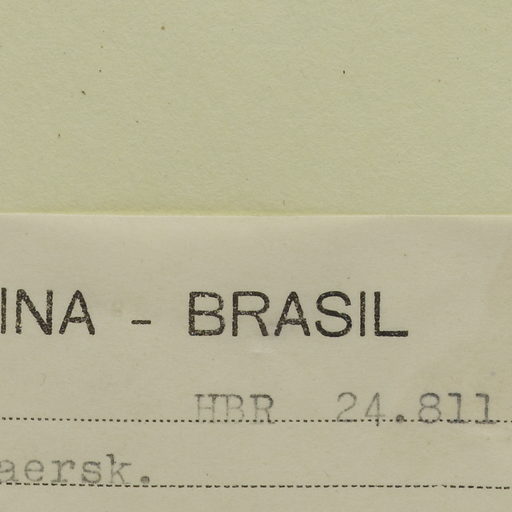 INA - BRASIL
HBR 24.811
aersk.